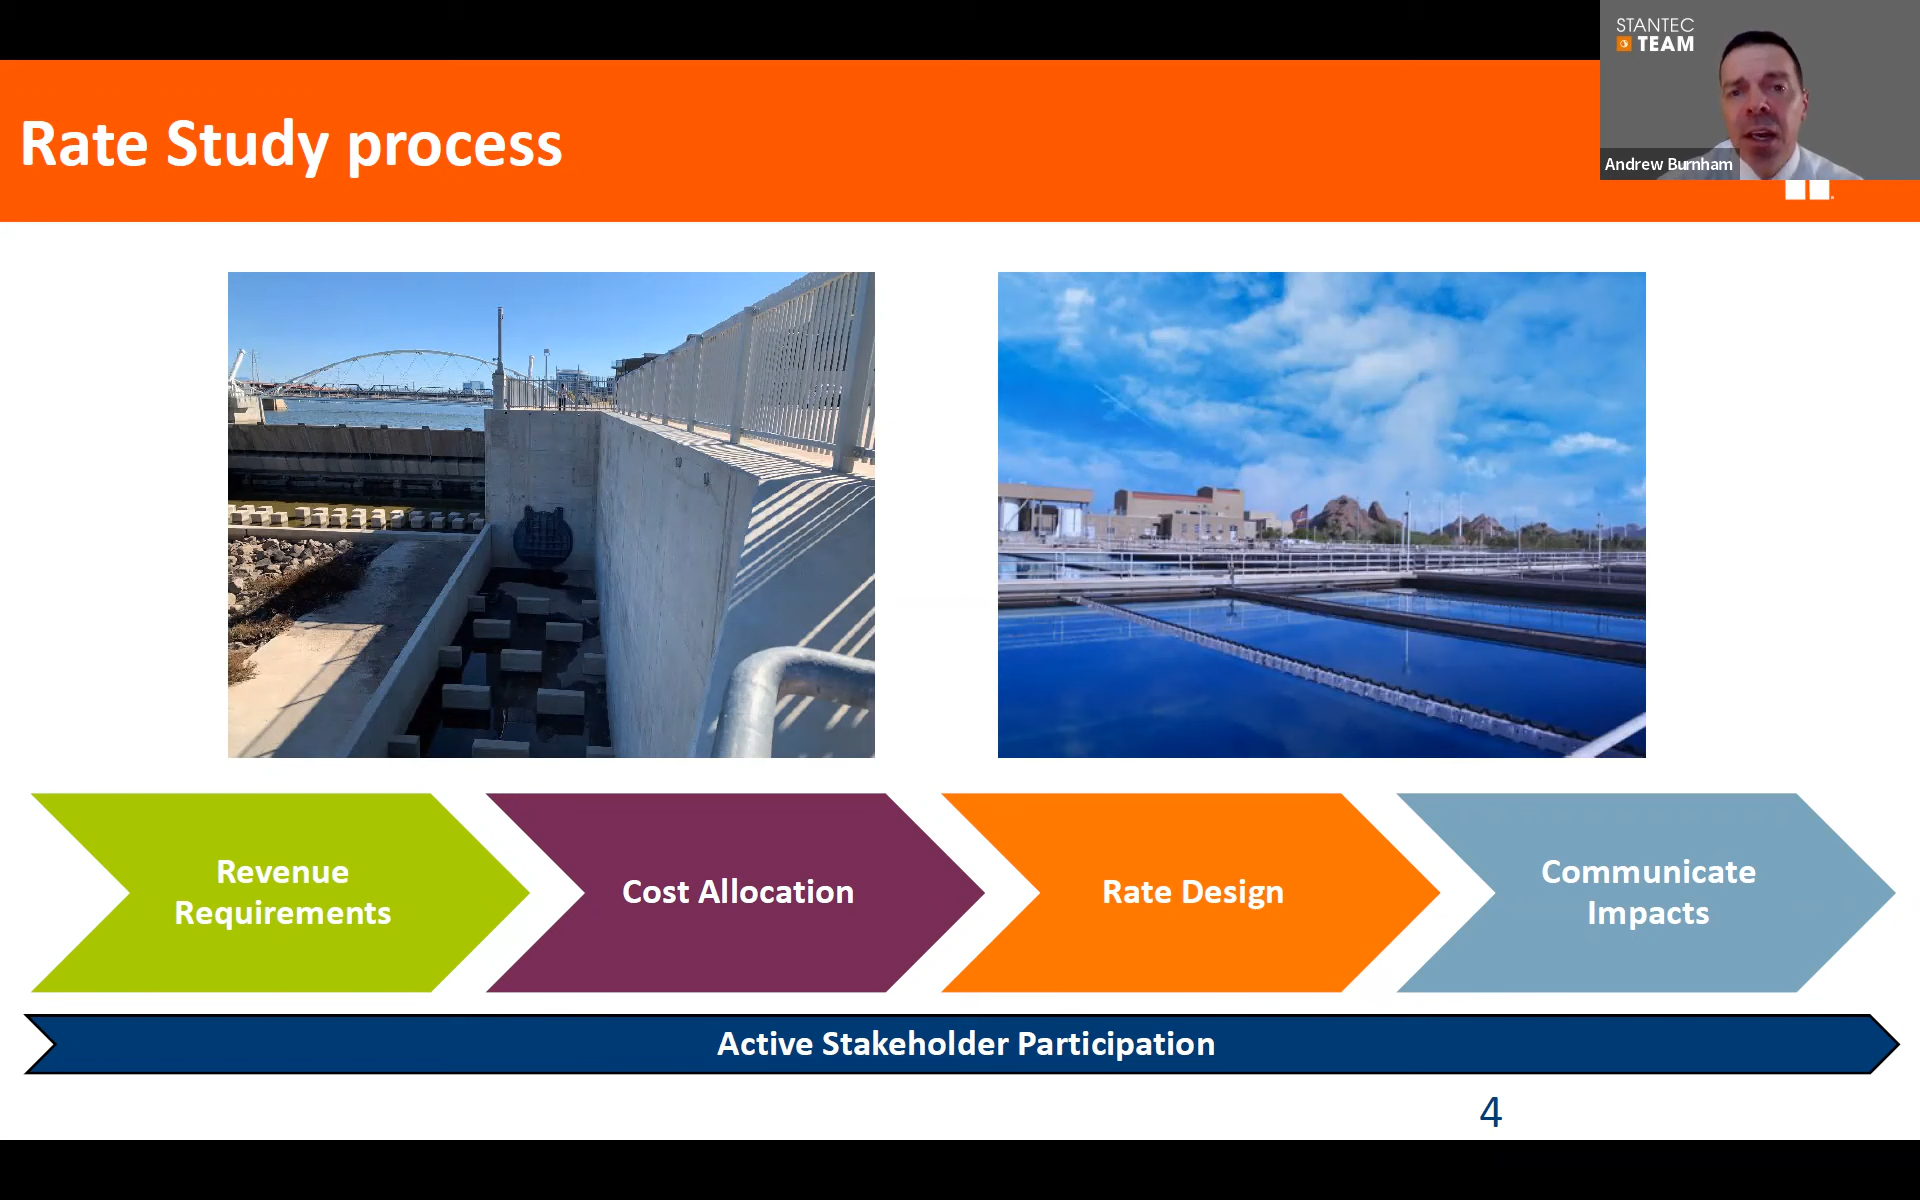 STANTEC
TEAM
Andrew Burnham
Rate Study process
Revenue
Requirements
Cost Allocation
Rate Design
Communicate
Impacts
Active Stakeholder Participation
4